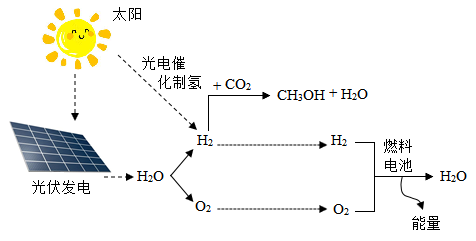 太阳
光电催
化制氢
+ CO₂
CH3OH + H₂O
H₂
H₂
燃料
电池
光伏发电
H₂O
H₂O
O₂
O₂
能量